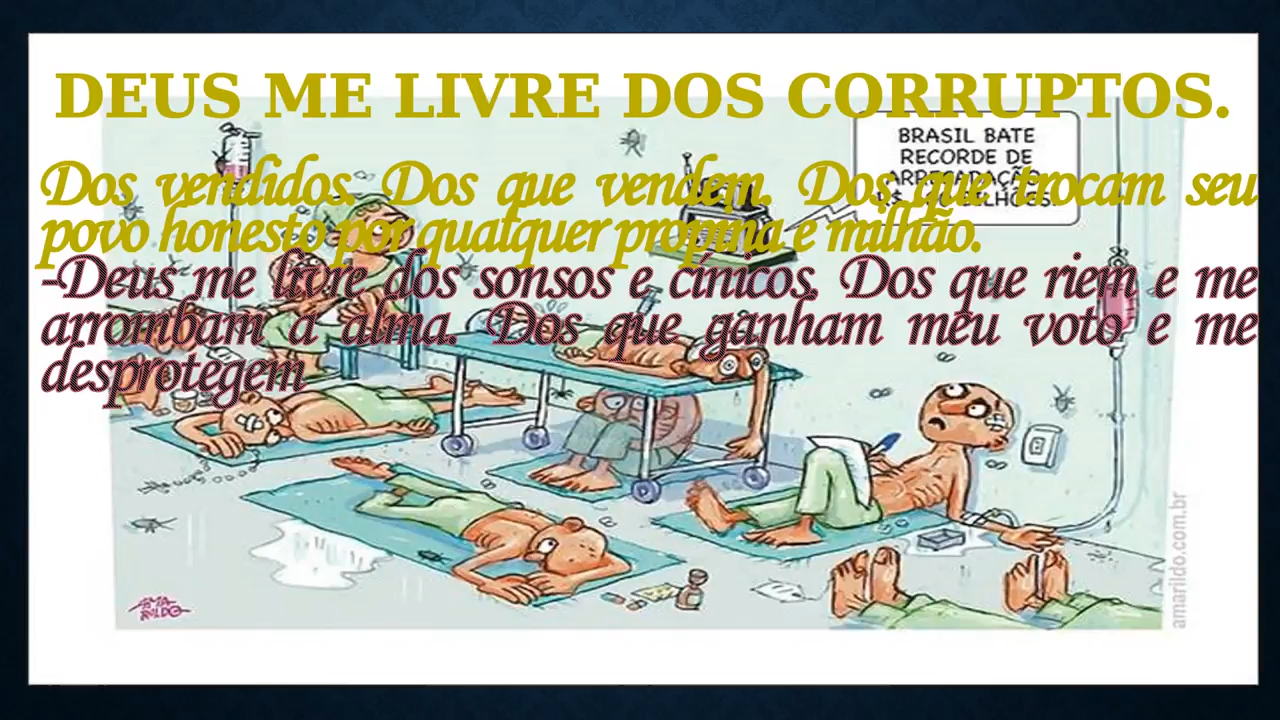 DEUS ME LIVRE DOS CORRUPTOS.
BRASIL BATE
RECORDE DE
ARRECADAÇÃO:
Dos vendidos. Dos que vendem. Dos que trocam seu
povo honesto por qualquer propina e milhão.
-Deus me livre dos sonsos e cínicos. Dos que riem e me
arrombam a alma. Dos que ganham meu voto e me
desprotegem
AMARILDO
amarildo.com.br